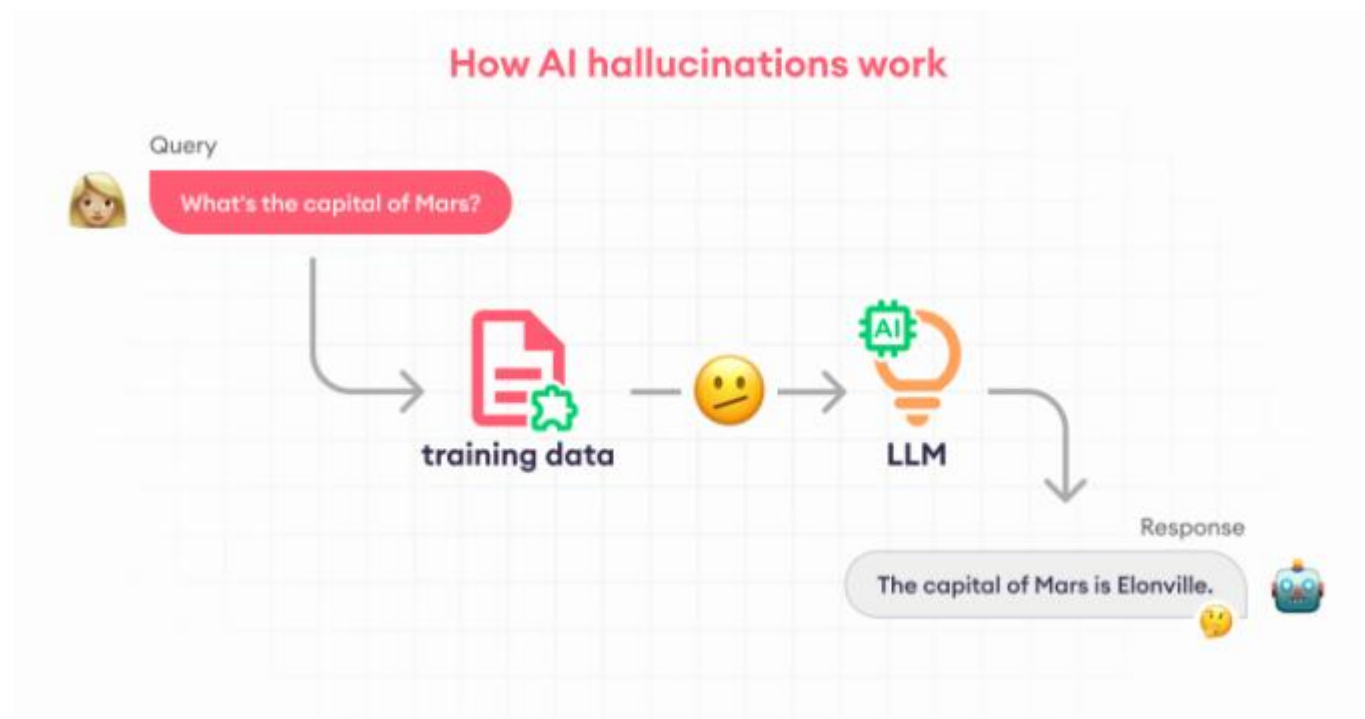 How AI hallucinations work
Query
What's the capital of Mars?
AI
training data
LLM
Response
The capital of Mars is Elonville.